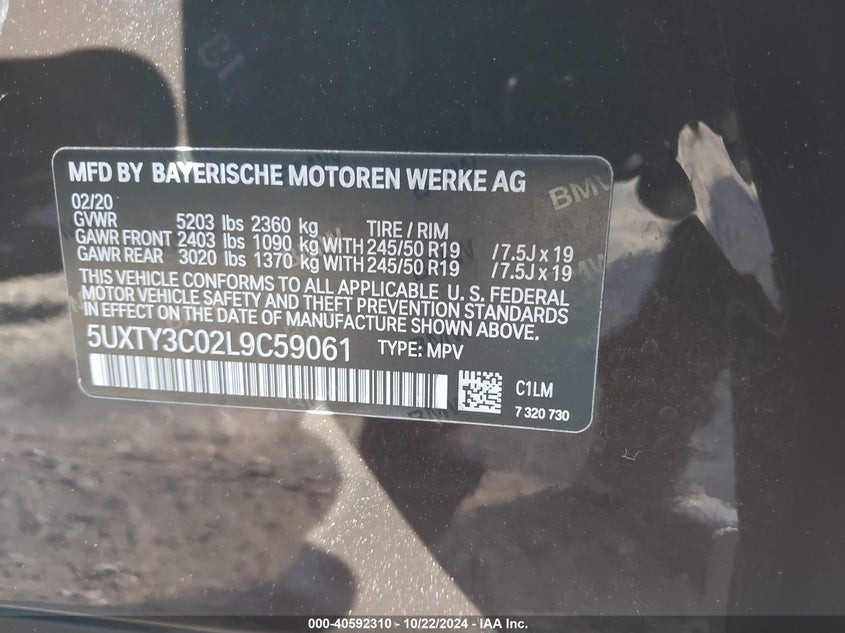 MFD BY BAYERISCHE MOTOREN WERKE AG
BMW
02/20
GVWR 5203 lbs 2360 kg TIRE / RIM
GAWR FRONT 2403 lbs 1090 kg WITH 245/50 R19 / 7.5J x 19
GAWR REAR 3020 lbs 1370 kg WITH 245/50 R19 / 7.5J x 19
THIS VEHICLE CONFORMS TO ALL APPLICABLE U. S. FEDERAL
MOTOR VEHICLE SAFETY AND THEFT PREVENTION STANDARDS
IN EFFECT ON THE DATE OF MANUFACTURE SHOWN ABOVE.
5UXTY3C02L9C59061 TYPE: MPV
C1LM
7 320 730
000-40592310 - 10/22/2024 - IAA Inc.